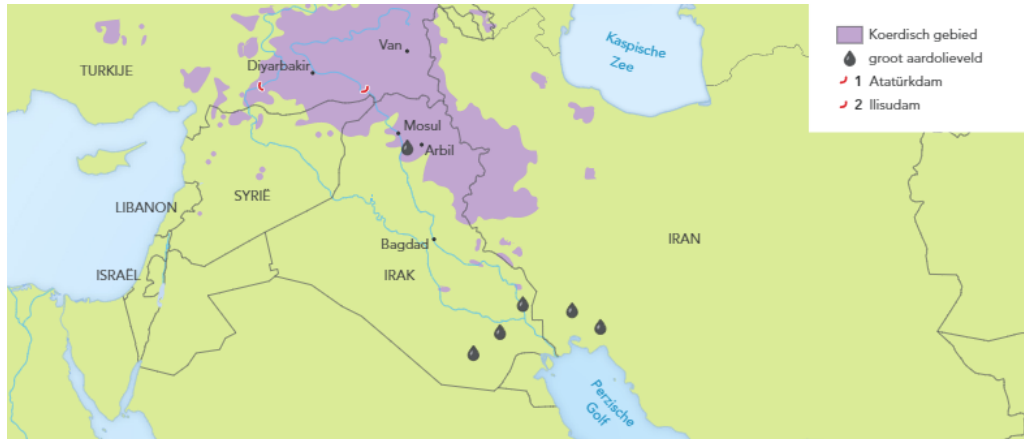 Koerdisch gebied
groot aardolieveld
1 Atatürkdam
2 Ilisudam
Kaspische
Zee
Van
TURKIJE
Diyarbakir
Mosul
Arbil
SYRIË
LIBANON
IRAN
Bagdad
ISRAËL
IRAK
Perzische
Golf